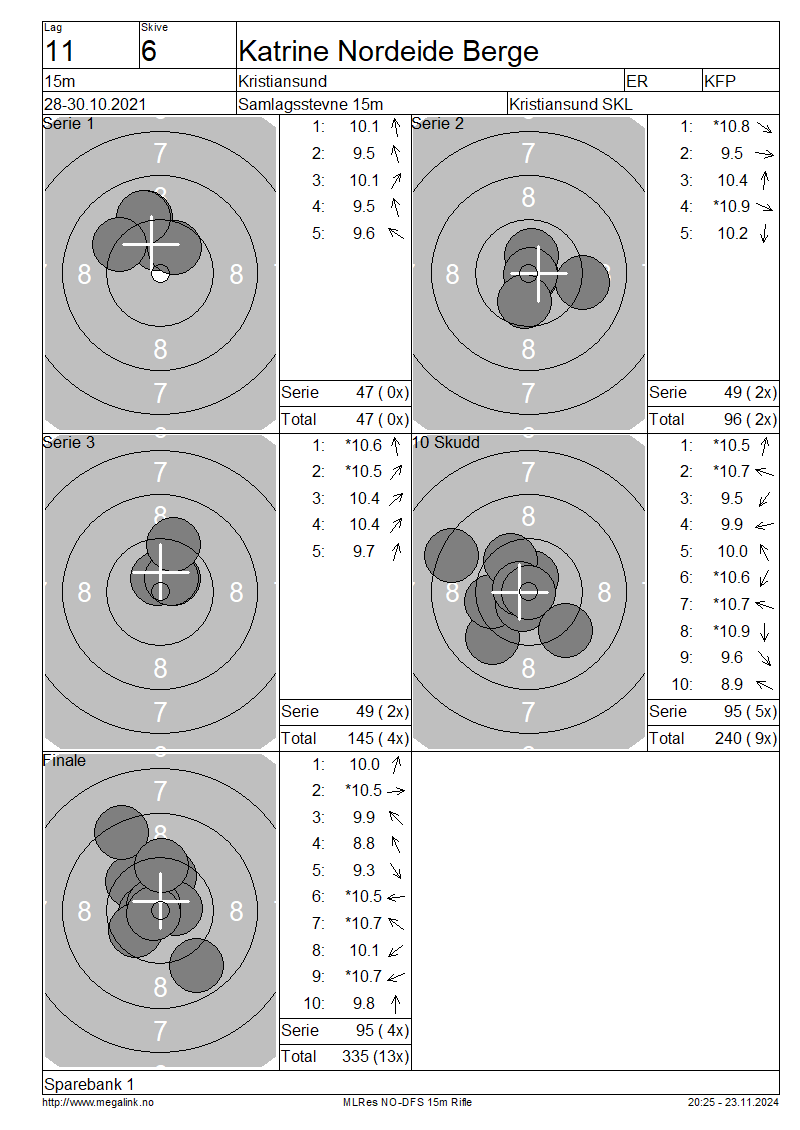 Lag Skive
11 6 Katrine Nordeide Berge
15m Kristiansund ER KFP
28-30.10.2021 Samlagsstevne 15m Kristiansund SKL
Serie 1
7
8
8 8
8
7
1: 10.1
2: 9.5
3: 10.1
4: 9.5
5: 9.6
Serie 47 ( 0x)
Total 47 ( 0x)
Serie 2
7
8
8 8
8
7
1: *10.8
2: 9.5
3: 10.4
4: *10.9
5: 10.2
Serie 49 ( 2x)
Total 96 ( 2x)
Serie 3
7
8
8 8
8
7
1: *10.6
2: *10.5
3: 10.4
4: 10.4
5: 9.7
Serie 49 ( 2x)
Total 145 ( 4x)
10 Skudd
7
8
8 8
8
7
1: *10.5
2: *10.7
3: 9.5
4: 9.9
5: 10.0
6: *10.6
7: *10.7
8: *10.9
9: 9.6
10: 8.9
Serie 95 ( 5x)
Total 240 ( 9x)
Finale
7
8
8 8
8
7
1: 10.0
2: *10.5
3: 9.9
4: 8.8
5: 9.3
6: *10.5
7: *10.7
8: 10.1
9: *10.7
10: 9.8
Serie 95 ( 4x)
Total 335 (13x)
Sparebank 1
http://www.megalink.no MLRes NO-DFS 15m Rifle 20:25 - 23.11.2024